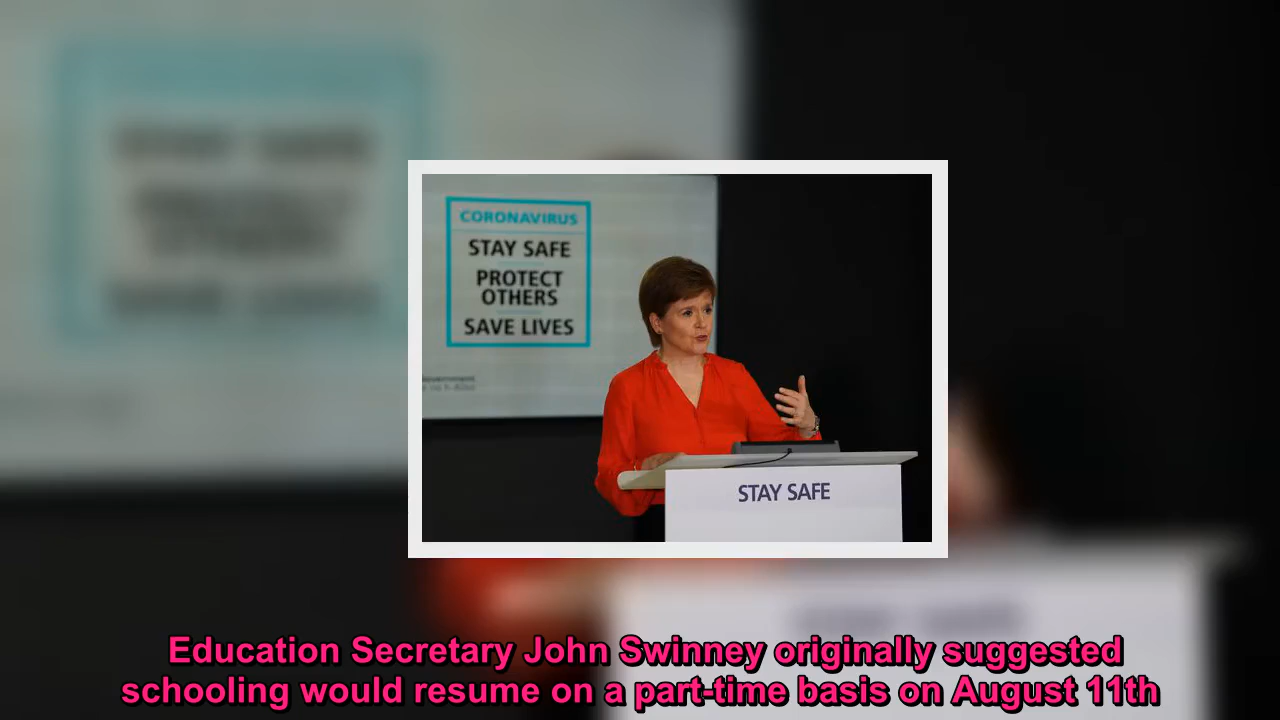 CORONAVIRUS
STAY SAFE
PROTECT
OTHERS
SAVE LIVES
STAY SAFE
Education Secretary John Swinney originally suggested
schooling would resume on a part-time basis on August 11th